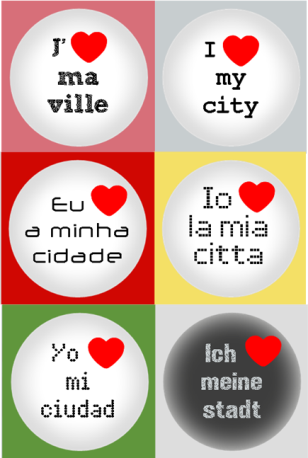 J'
ma
ville
I
my
city
Eu
a minha
cidade
Io
la mia
citta
Yo
mi
ciudad
Ich
meine
stadt